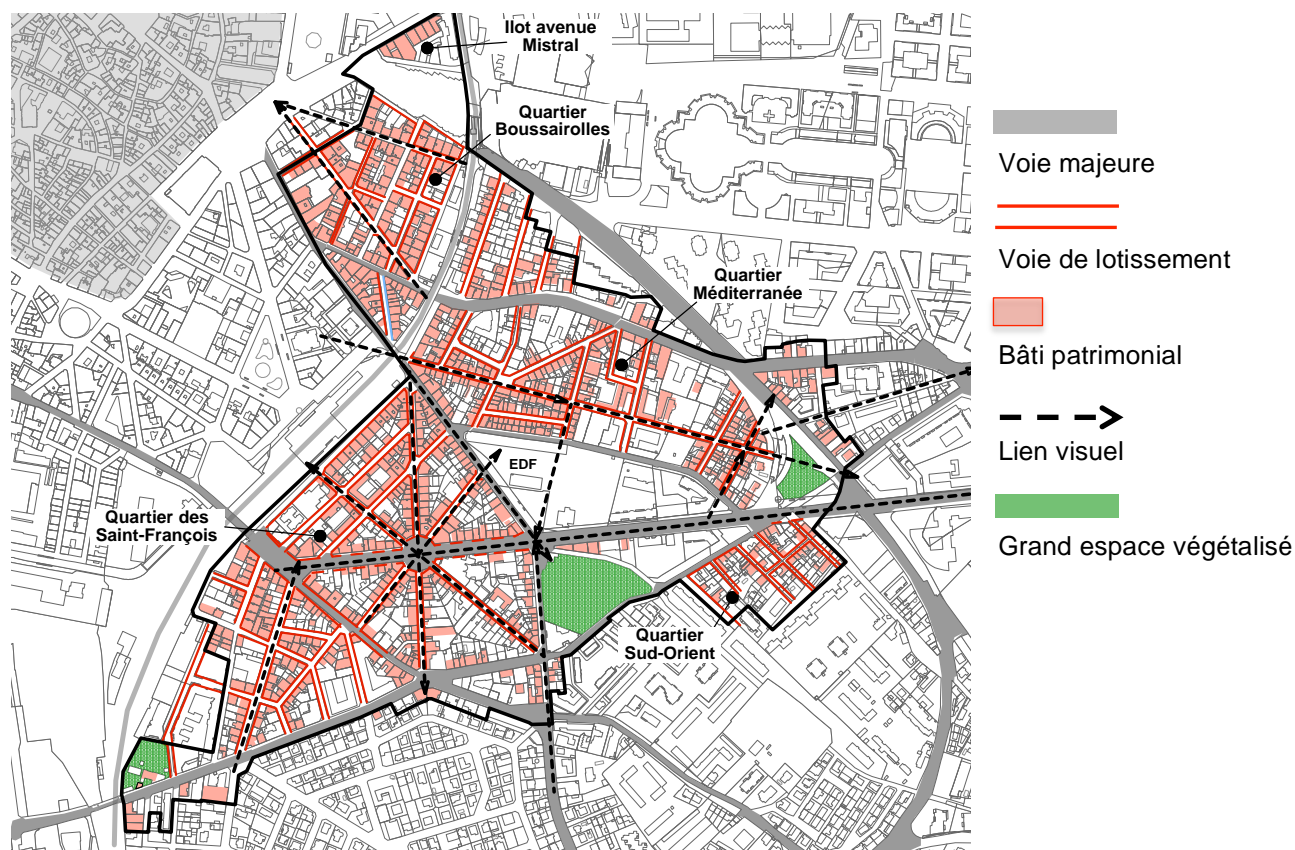 Ilot avenue
Mistral
Quartier
Boussairolles
Quartier
Méditerranée
EDF
Quartier des
Saint-François
Quartier
Sud-Orient
Voie majeure
Voie de lotissement
Bâti patrimonial
Lien visuel
Grand espace végétalisé